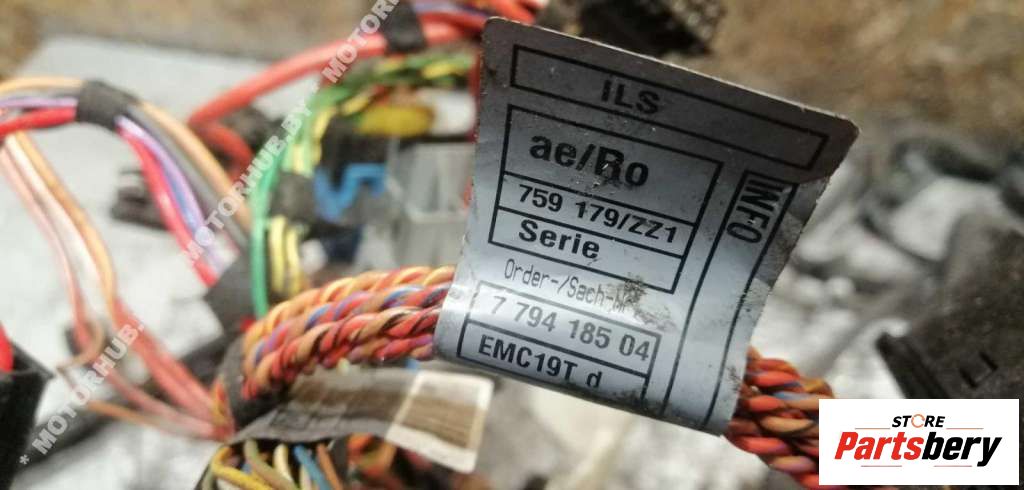 iLS
ae/Ro
759 179/ZZ1
Serie
Order-/Sach-Nr
7 794 185 04
EMC19T d
INFO
* MOTORHUB.BY * MOTORHUB
* MOTORHUB.
STORE
Partsbery